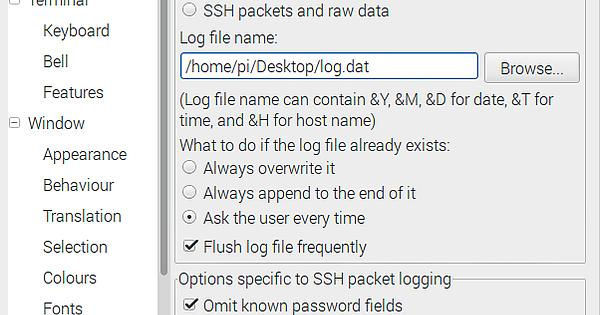 Terminal
Keyboard
Bell
Features
Window
Appearance
Behaviour
Translation
Selection
Colours
Fonts
SSH packets and raw data
Log file name:
/home/pi/Desktop/log.dat
Browse...
(Log file name can contain &Y, &M, &D for date, &T for
time, and &H for host name)
What to do if the log file already exists:
Always overwrite it
Always append to the end of it
Ask the user every time
Flush log file frequently
Options specific to SSH packet logging
Omit known password fields